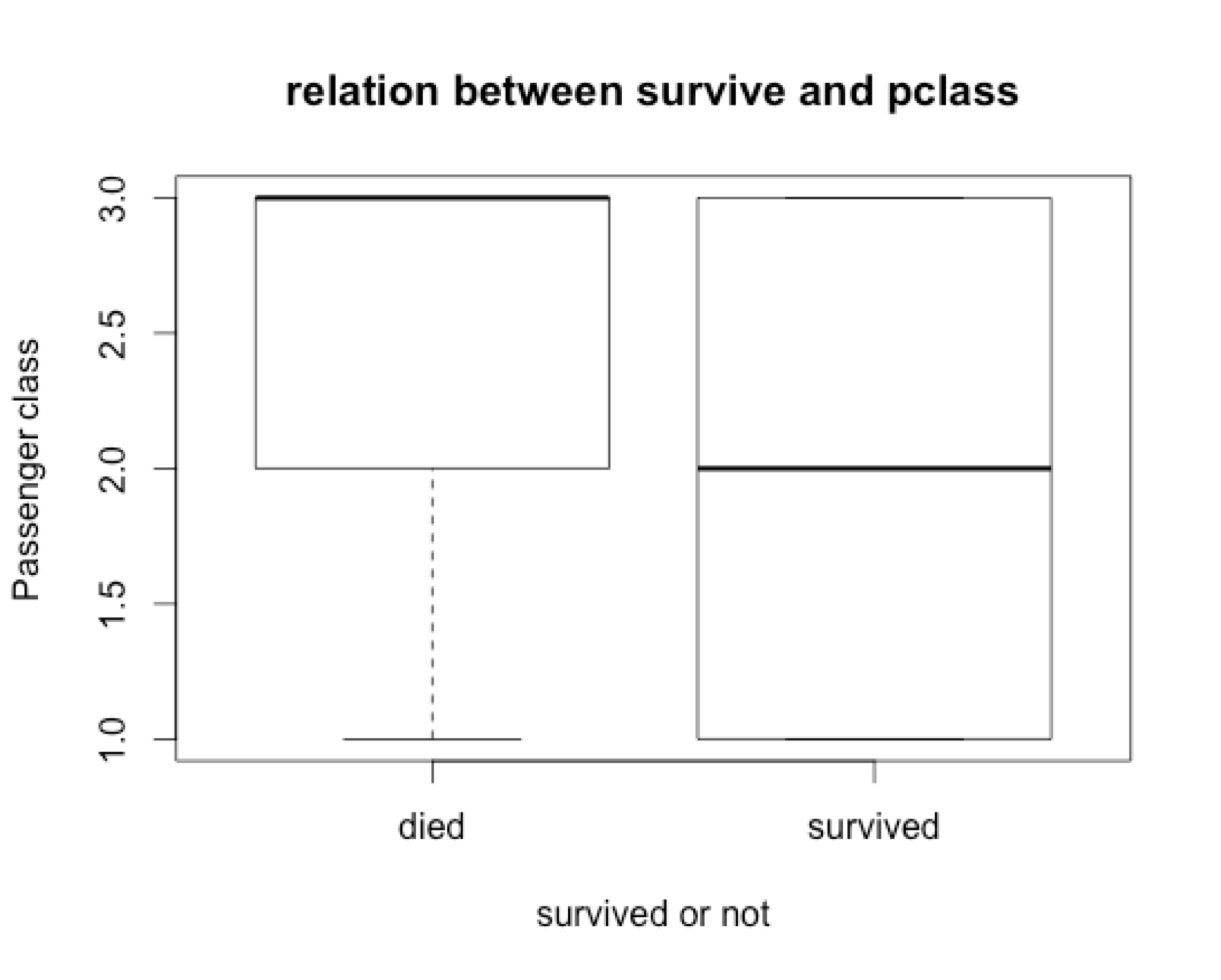 relation between survive and pclass
Passenger class
3.0
2.5
2.0
1.5
1.0
died
survived
survived or not